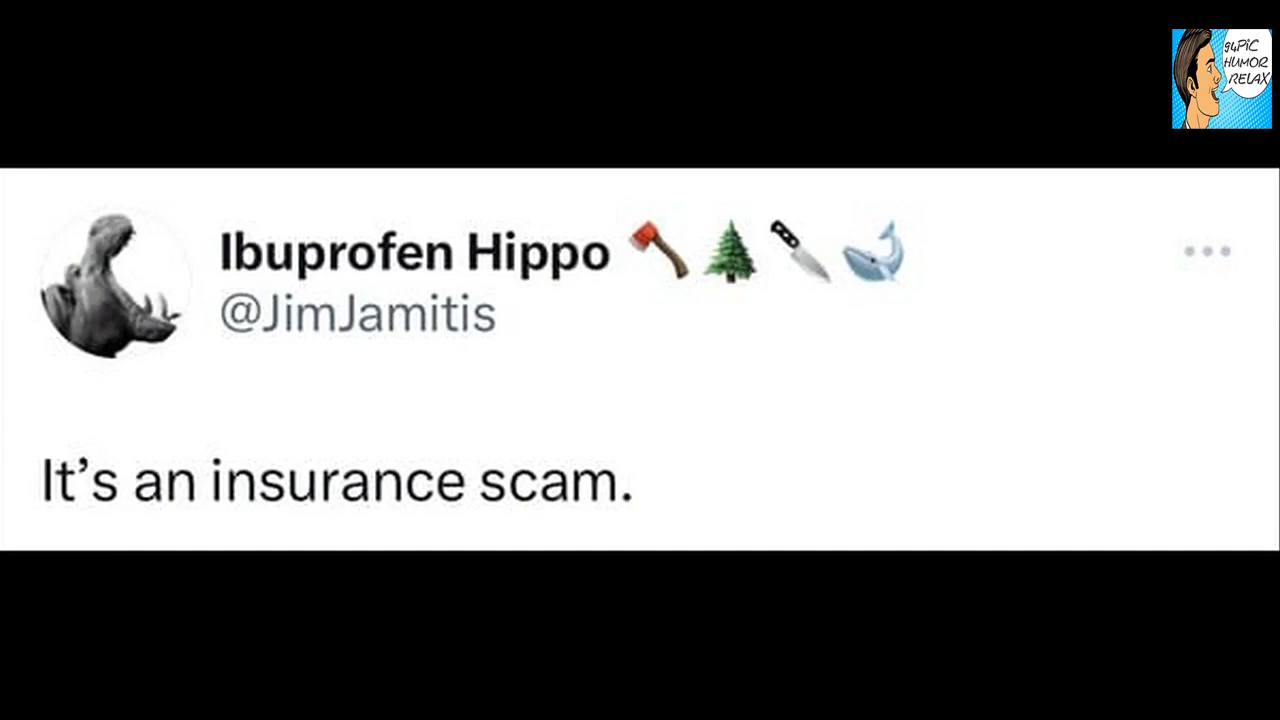 94PiC
HUMOR
RELAX
Ibuprofen Hippo 🪓🌲🔪🐳
@JimJamitis
It’s an insurance scam.